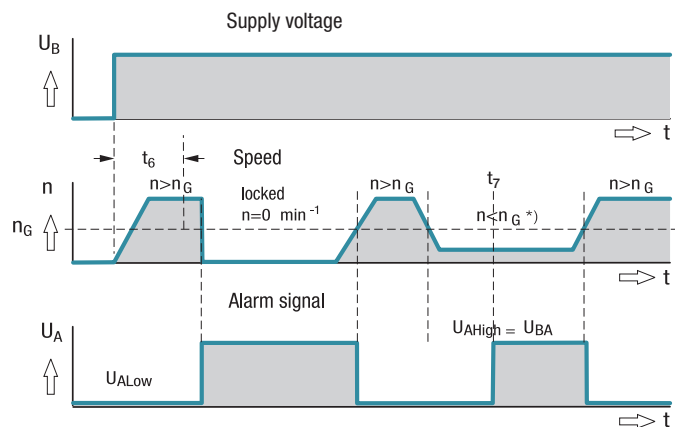 Supply voltage
U_B
t
t_6 Speed
n n>n_G locked n>n_G t_7 n>n_G
n=0 min^-1 n<n_G *)
n_G
t
Alarm signal
U_A U_AHigh = U_BA
U_ALow
t